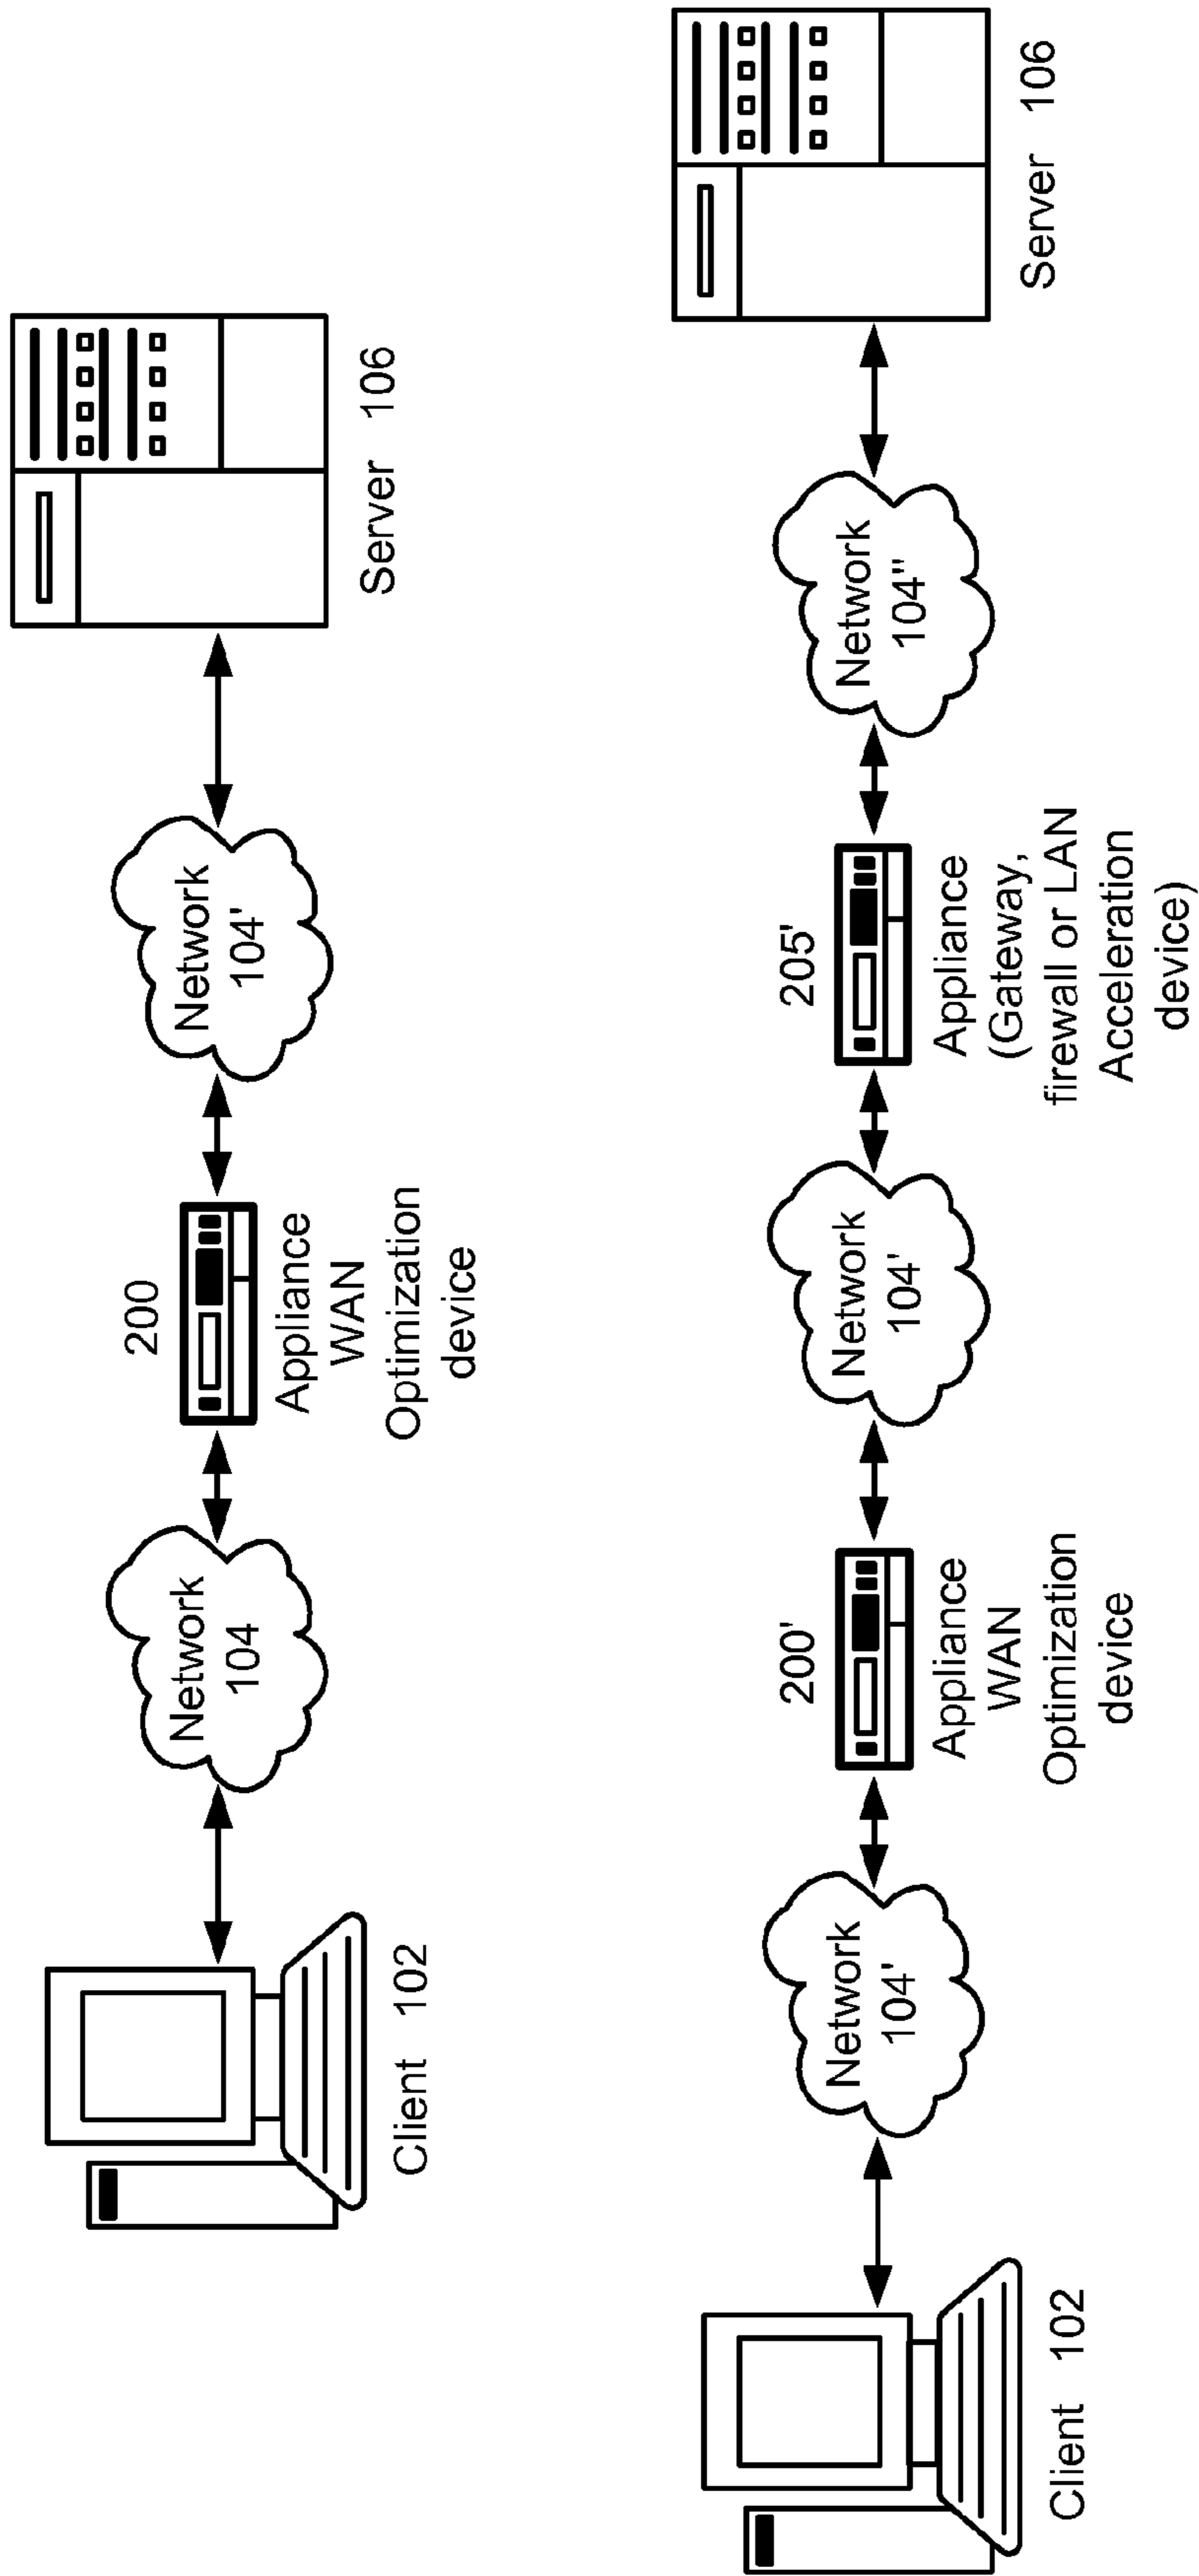 Client 102
Network
104
200
Appliance
WAN
Optimization
device
Network
104'
Server 106
Client 102
Network
104'
200'
Appliance
WAN
Optimization
device
Network
104'
205'
Appliance
(Gateway,
firewall or LAN
Acceleration
device)
Network
104"
Server 106